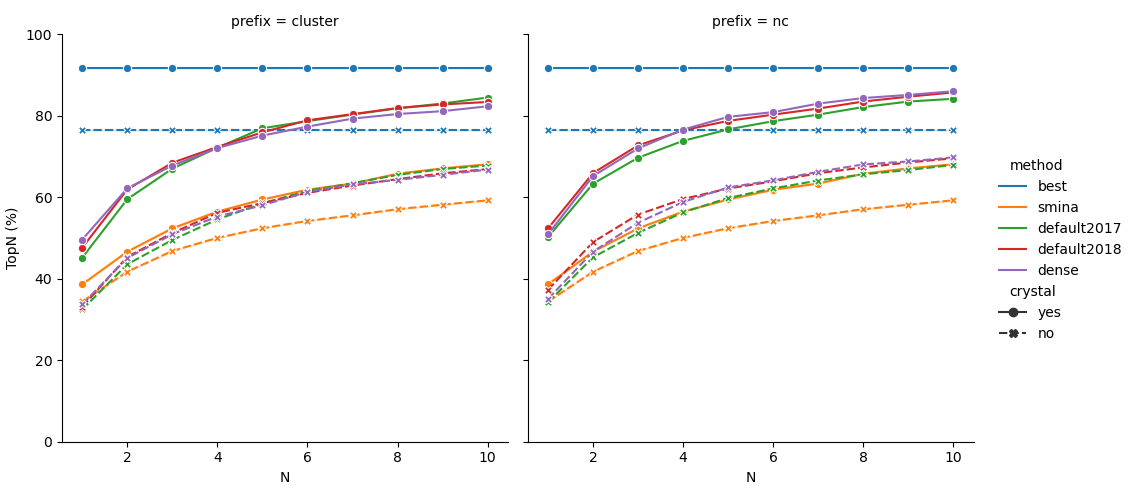 prefix = cluster
prefix = nc
100
80
60
40
20
0
TopN (%)
2 4 6 8 10
2 4 6 8 10
N
N
method
best
smina
default2017
default2018
dense
crystal
yes
no